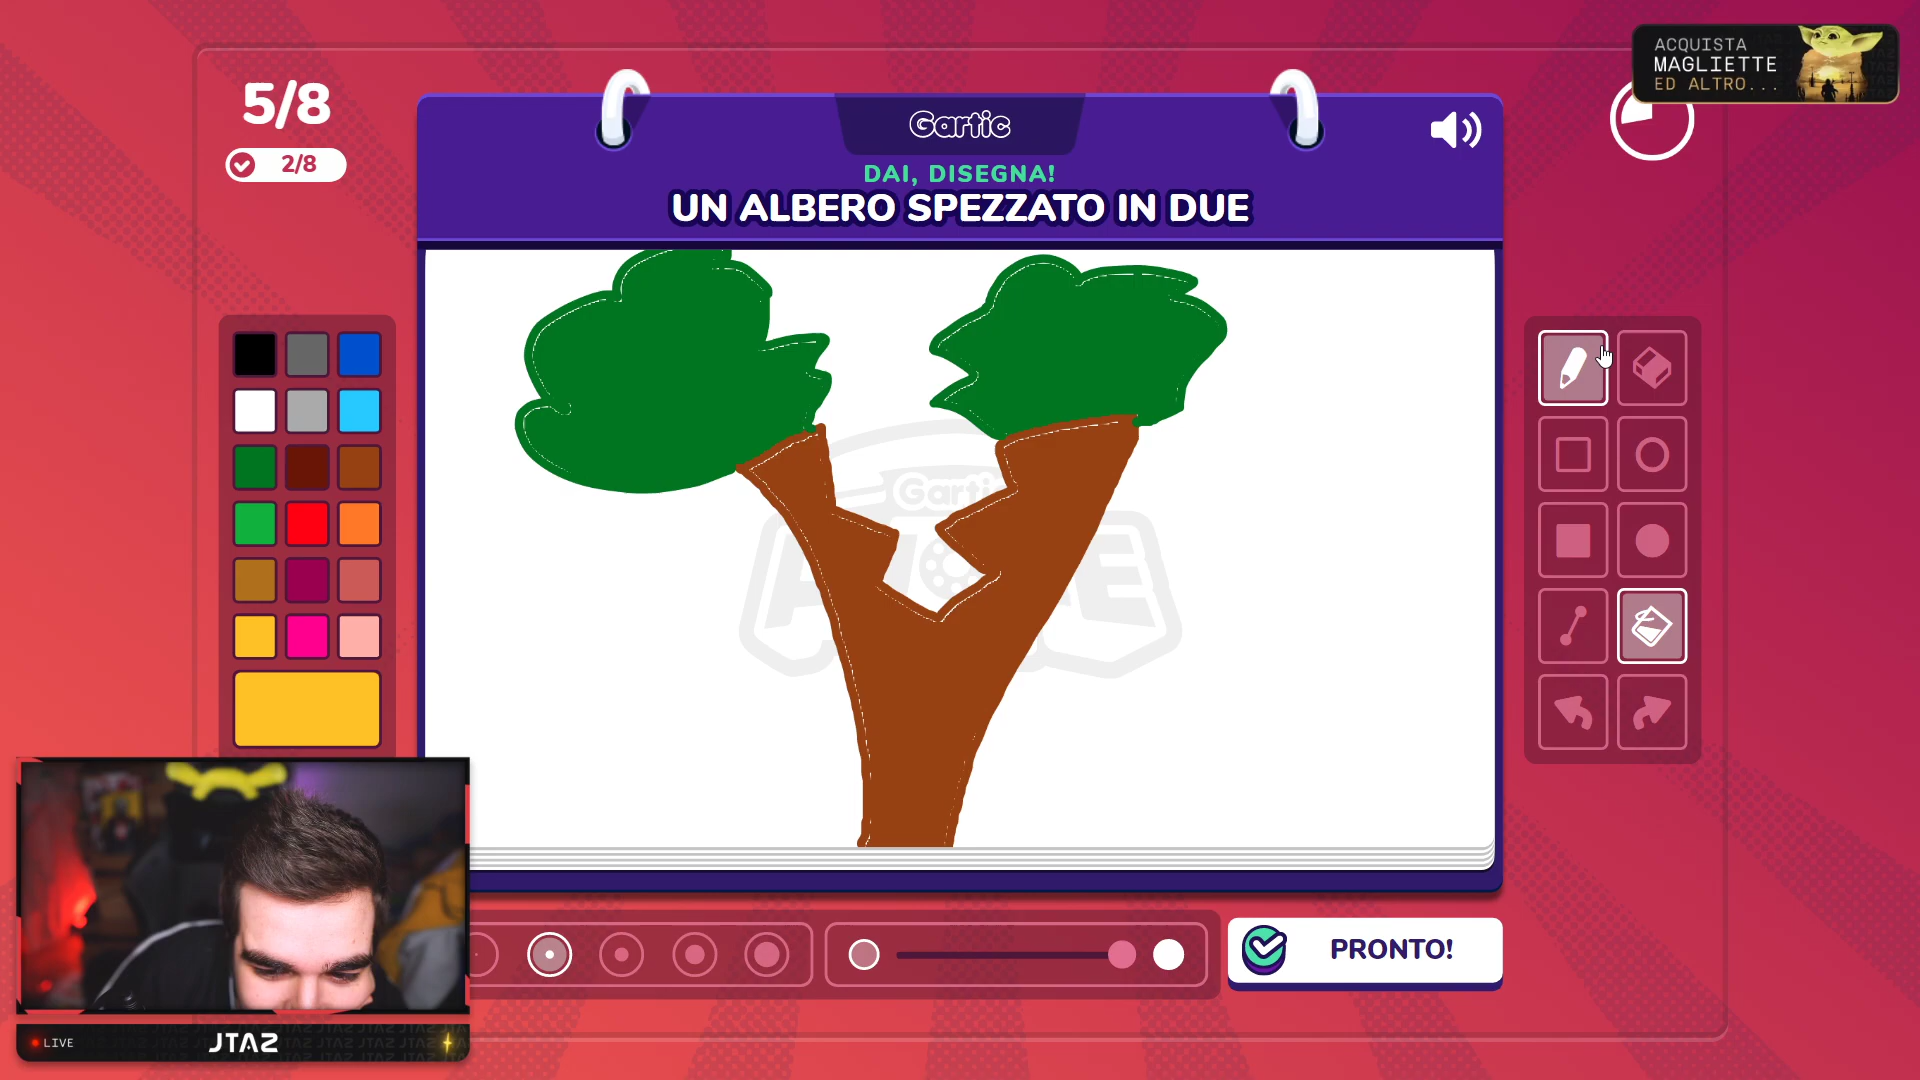 5/8
2/8
Gartic
DAI, DISEGNA!
UN ALBERO SPEZZATO IN DUE
ACQUISTA
MAGLIETTE
ED ALTRO...
Gartic
PRONTO!
LIVE
JTAZ